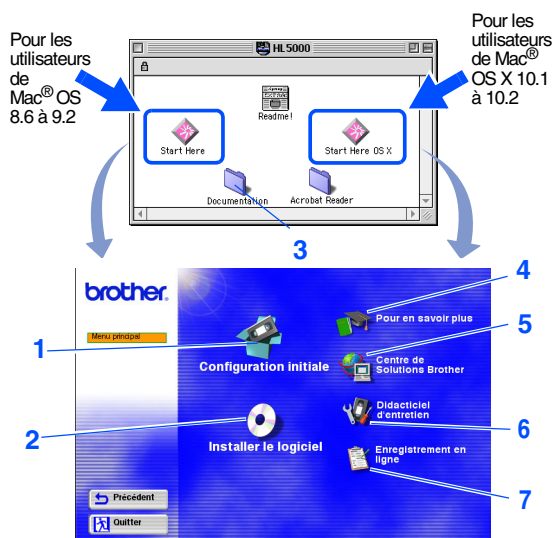 Pour les
utilisateurs
de
Mac® OS
8.6 à 9.2
Pour les
utilisateurs
de Mac®
OS X 10.1
à 10.2
HL5000
Readme!
Start Here
Start Here OS X
Documentation
Acrobat Reader
3
brother.
Menu principal
1
Configuration initiale
2
Installer le logiciel
4
Pour en savoir plus
5
Centre de
Solutions Brother
Didacticiel
d'entretien
6
Enregistrement en
ligne
7
Précédent
Quitter